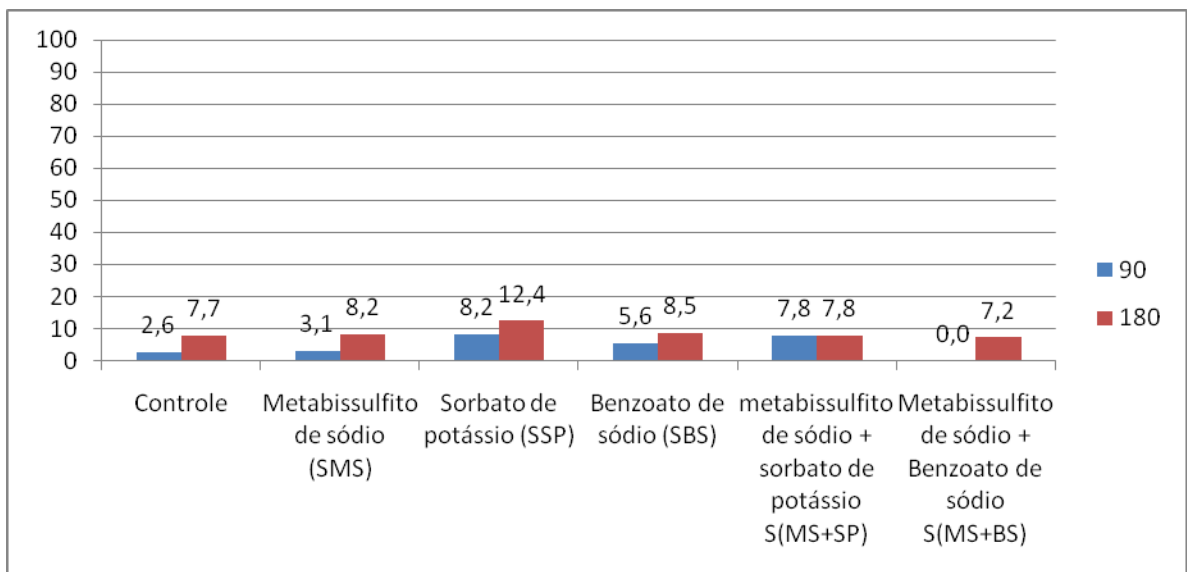 100
90
80
70
60
50
40
30
20
10
0
2,6
7,7
3,1
8,2
8,2
12,4
5,6
8,5
7,8
7,8
0,0
7,2
Controle
Metabissulfito
de sódio
(SMS)
Sorbato de
potássio (SSP)
Benzoato de
sódio (SBS)
metabissulfito
de sódio +
sorbato de
potássio
S(MS+SP)
Metabissulfito
de sódio +
Benzoato de
sódio
S(MS+BS)
90
180